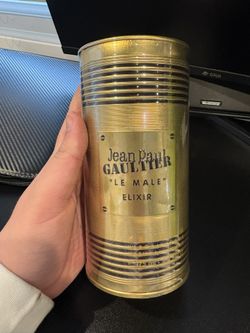 Jean Paul
GAULTIER
"LE MALE"
ELIXIR